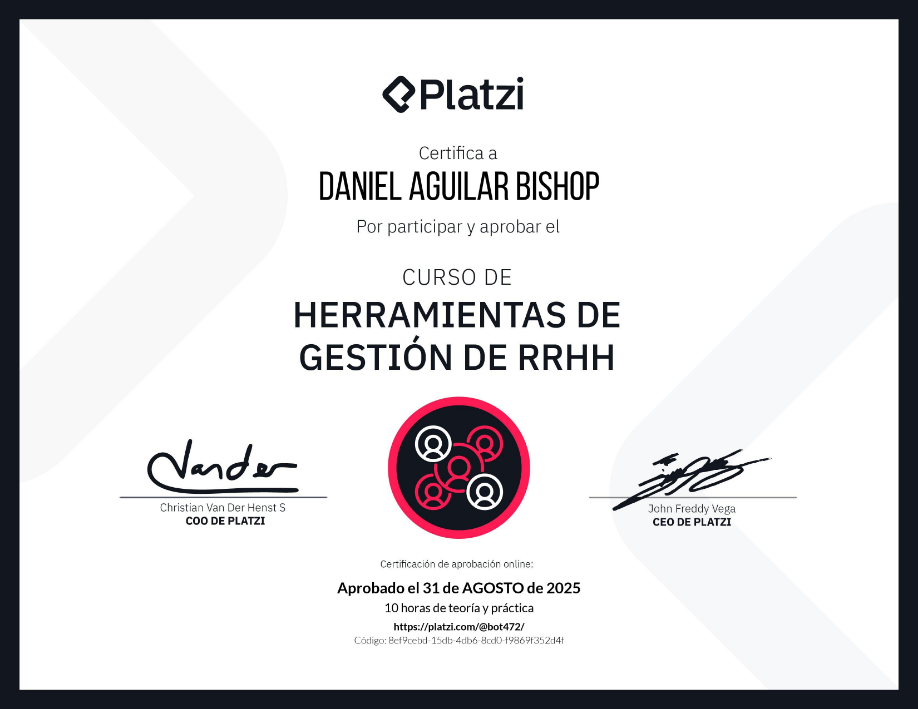 Platzi
Certifica a
DANIEL AGUILAR BISHOP
Por participar y aprobar el
CURSO DE
HERRAMIENTAS DE
GESTIÓN DE RRHH
Vander
Christian Van Der Henst S
COO DE PLATZI
John Freddy Vega
CEO DE PLATZI
Certificación de aprobación online:
Aprobado el 31 de AGOSTO de 2025
10 horas de teoría y práctica
https://platzi.com/@bot472/
Código: 8ef9cebd-15db-4db6-8cd0-f9869f352d4f